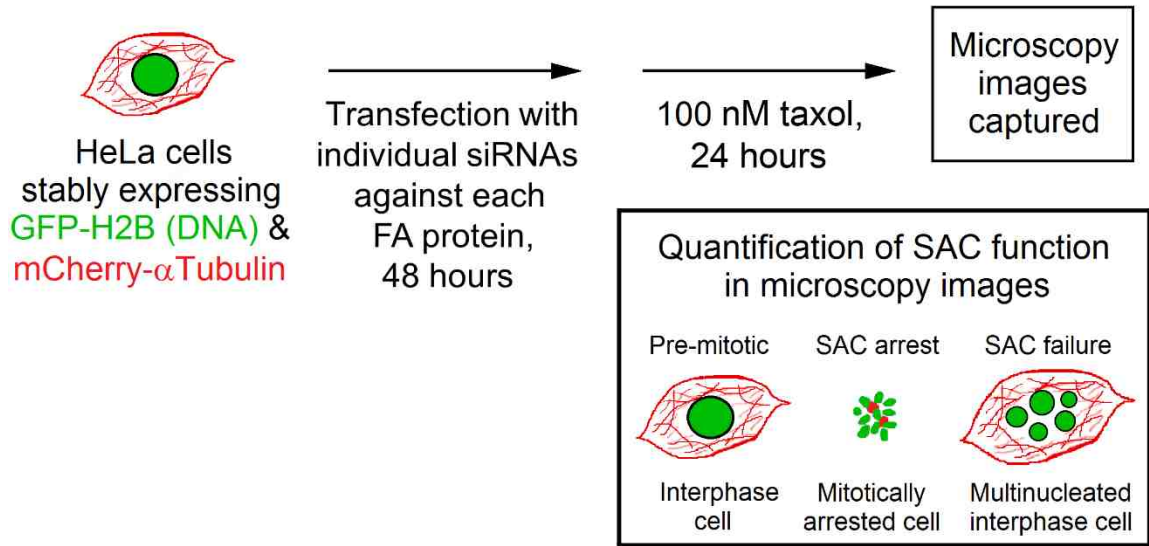 HeLa cells
stably expressing
GFP-H2B (DNA) &
mCherry-αTubulin
Transfection with
individual siRNAs
against each
FA protein,
48 hours
100 nM taxol,
24 hours
Microscopy
images
captured
Quantification of SAC function
in microscopy images
Pre-mitotic
SAC arrest
SAC failure
Interphase
cell
Mitotically
arrested cell
Multinucleated
interphase cell